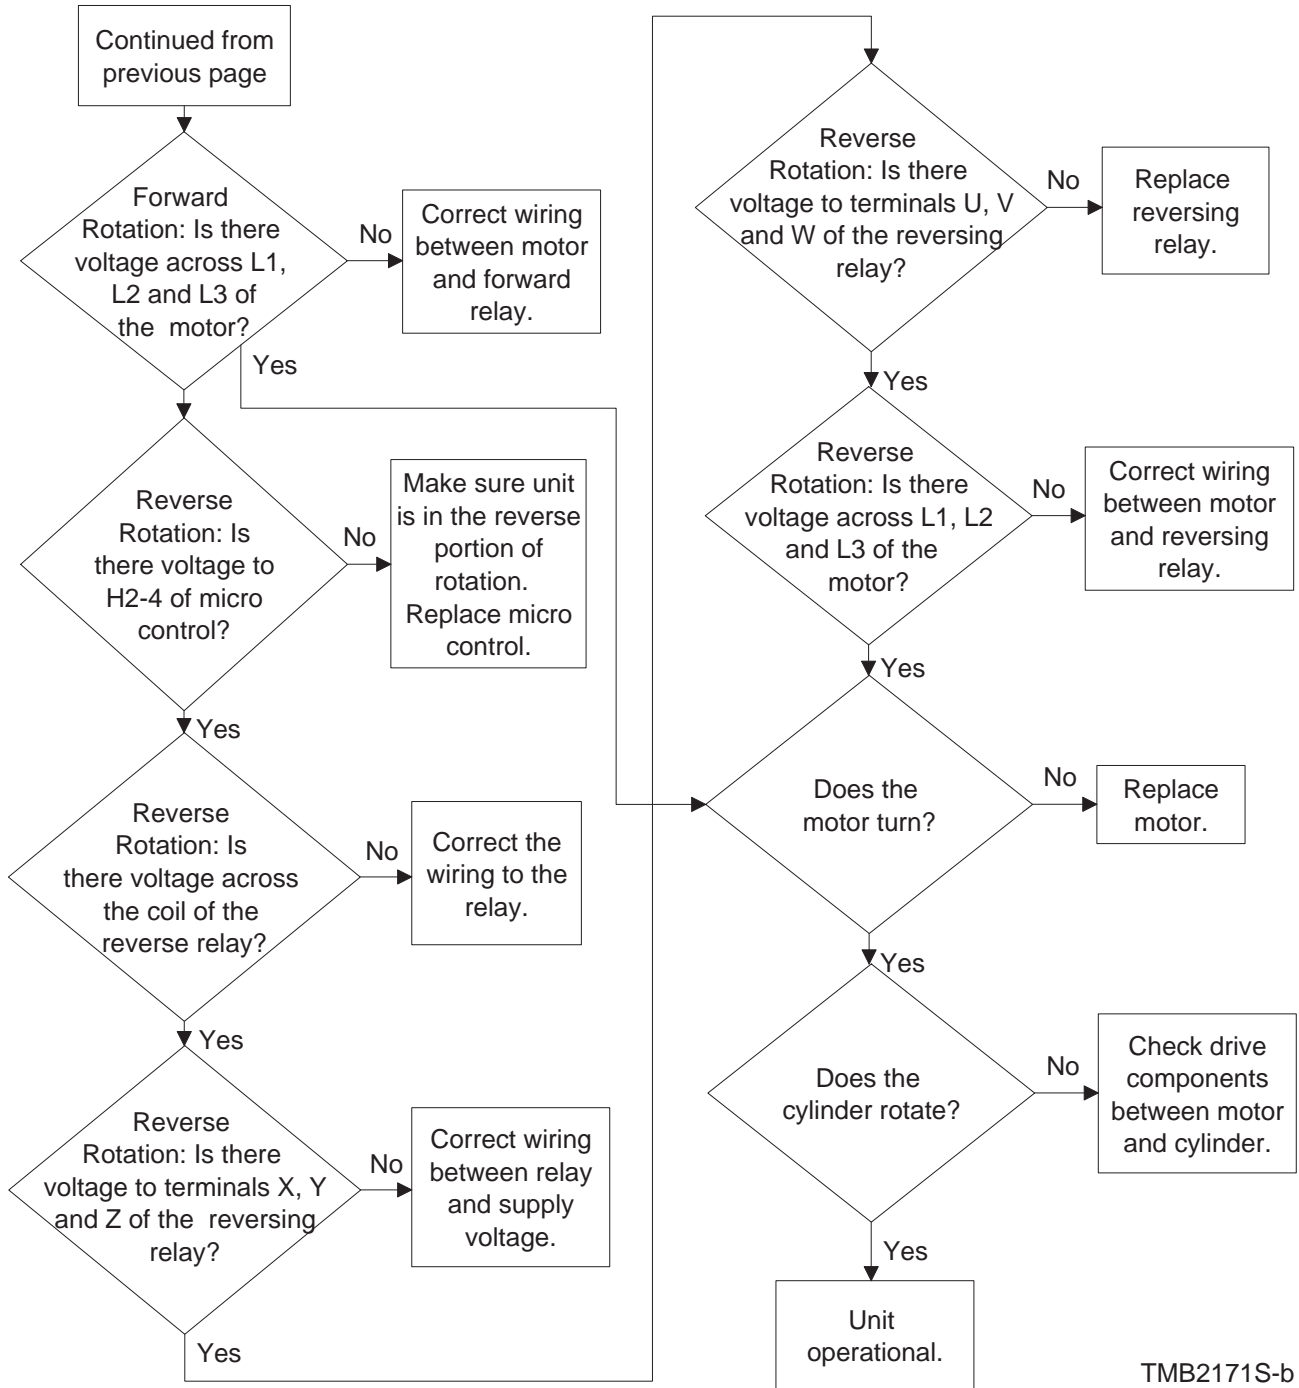 Continued from
previous page
Forward
Rotation: Is there
voltage across L1,
L2 and L3 of
the motor?
No
Correct wiring
between motor
and forward
relay.
Yes
Reverse
Rotation: Is
there voltage to
H2-4 of micro
control?
No
Make sure unit
is in the reverse
portion of
rotation.
Replace micro
control.
Yes
Reverse
Rotation: Is
there voltage across
the coil of the
reverse relay?
No
Correct the
wiring to the
relay.
Yes
Reverse
Rotation: Is there
voltage to terminals X, Y
and Z of the reversing
relay?
No
Correct wiring
between relay
and supply
voltage.
Yes
Reverse
Rotation: Is there
voltage to terminals U, V
and W of the reversing
relay?
No
Replace
reversing
relay.
Yes
Reverse
Rotation: Is there
voltage across L1, L2
and L3 of the
motor?
No
Correct wiring
between motor
and reversing
relay.
Yes
Does the
motor turn?
No
Replace
motor.
Yes
Does the
cylinder rotate?
No
Check drive
components
between motor
and cylinder.
Yes
Unit
operational.
TMB2171S-b